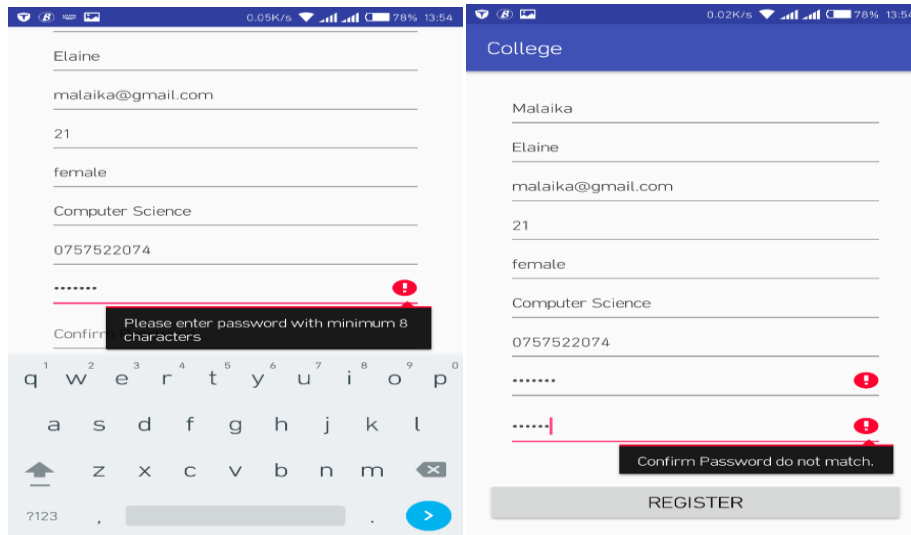 0.05K/s 78% 13:54
Elaine
malaika@gmail.com
21
female
Computer Science
0757522074
•••••••
Please enter password with minimum 8
characters
Confirm
1 2 3 4 5 6 7 8 9 0
q w e r t y u i o p
a s d f g h j k l
z x c v b n m
?123 , .
0.02K/s 78% 13:54
College
Malaika
Elaine
malaika@gmail.com
21
female
Computer Science
0757522074
•••••••
••••••
Confirm Password do not match.
REGISTER